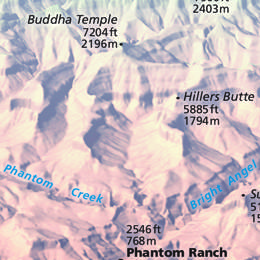 2403m
Buddha Temple
7204ft
2196m
Hillers Butte
5885ft
1794m
Phantom Creek
Bright Angel
2546ft
768m
Phantom Ranch